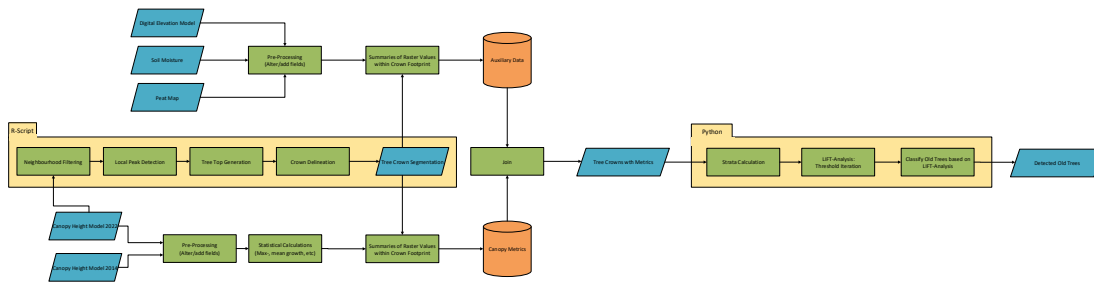 Digital Elevation Model
Soil Moisture
Peat Map
Pre-Processing
(Alter/add fields)
Summaries of Raster Values
within Crown Footprint
Auxiliary Data
R-Script
Neighbourhood Filtering
Local Peak Detection
Tree Top Generation
Crown Delineation
Tree Crown Segmentation
Join
Tree Crowns with Metrics
Python
Strata Calculation
LIFT-Analysis:
Threshold Iteration
Classify Old Trees based on
LIFT-Analysis
Detected Old Trees
Canopy Height Model 2022
Canopy Height Model 2014
Pre-Processing
(Alter/add fields)
Statistical Calculations
(Max-, mean growth, etc)
Summaries of Raster Values
within Crown Footprint
Canopy Metrics